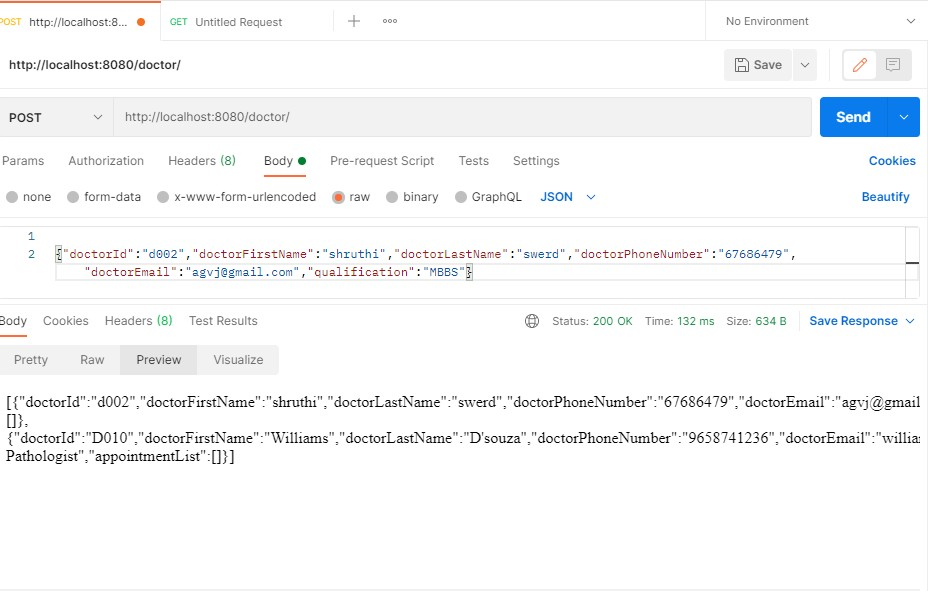 POST http://localhost:8... GET Untitled Request No Environment
http://localhost:8080/doctor/ Save
POST http://localhost:8080/doctor/ Send
Params Authorization Headers (8) Body Pre-request Script Tests Settings Cookies
none form-data x-www-form-urlencoded raw binary GraphQL JSON Beautify
1
2 {"doctorId":"d002","doctorFirstName":"shruthi","doctorLastName":"swerd","doctorPhoneNumber":"67686479",
"doctorEmail":"agvj@gmail.com","qualification":"MBBS"}
Body Cookies Headers (8) Test Results Status: 200 OK Time: 132 ms Size: 634 B Save Response
Pretty Raw Preview Visualize
[{"doctorId":"d002","doctorFirstName":"shruthi","doctorLastName":"swerd","doctorPhoneNumber":"67686479","doctorEmail":"agvj@gmail
[]},
{"doctorId":"D010","doctorFirstName":"Williams","doctorLastName":"D'souza","doctorPhoneNumber":"9658741236","doctorEmail":"willia
Pathologist","appointmentList":[]}]